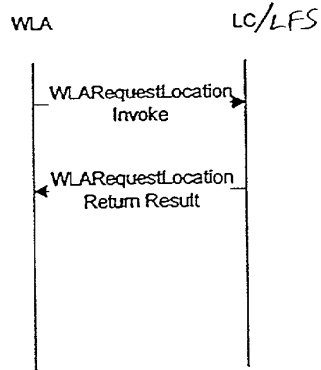 WLA LC/LFS
WLARequestLocation
Invoke
WLARequestLocation
Return Result